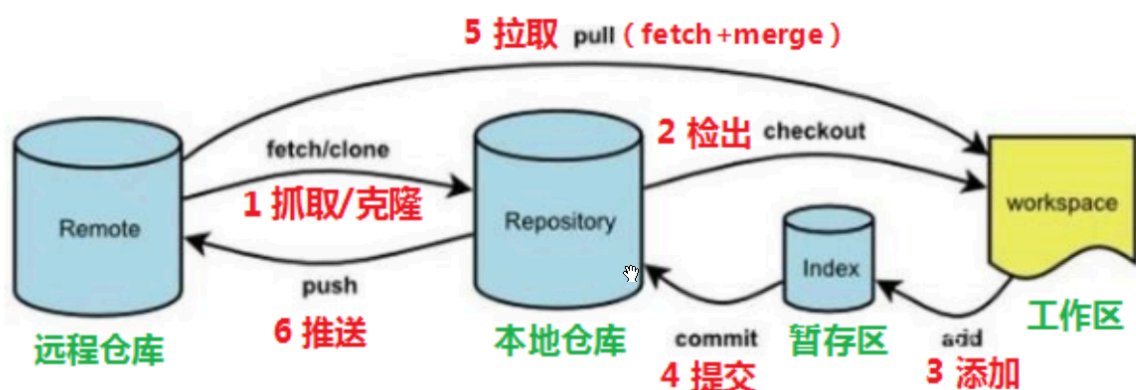 5 拉取 pull ( fetch+merge )
fetch/clone
1 抓取/克隆
2 检出 checkout
Remote
Repository
workspace
Index
push
6 推送
commit
4 提交
add
3 添加
远程仓库
本地仓库
暂存区
工作区